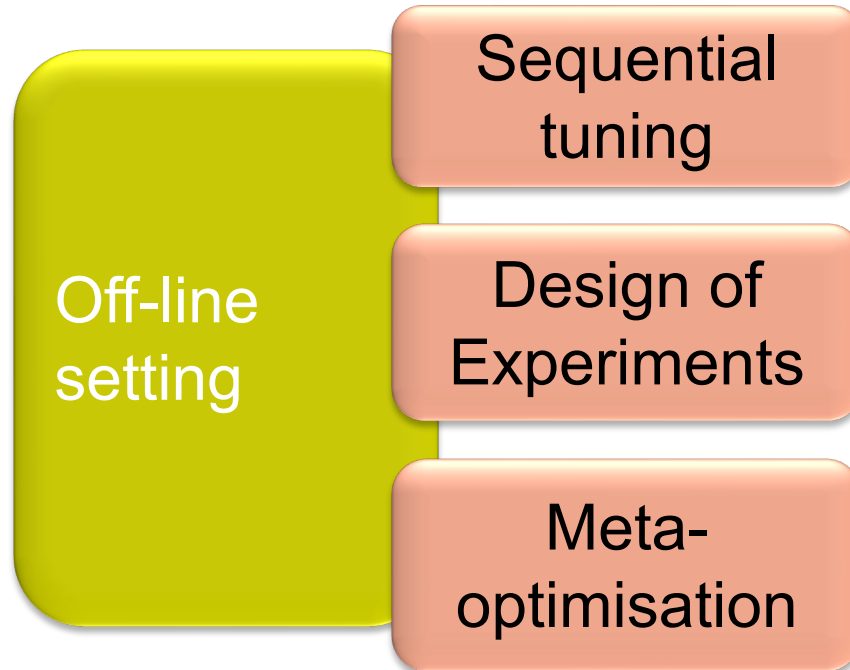 Off-line
setting
Sequential
tuning
Design of
Experiments
Meta-
optimisation